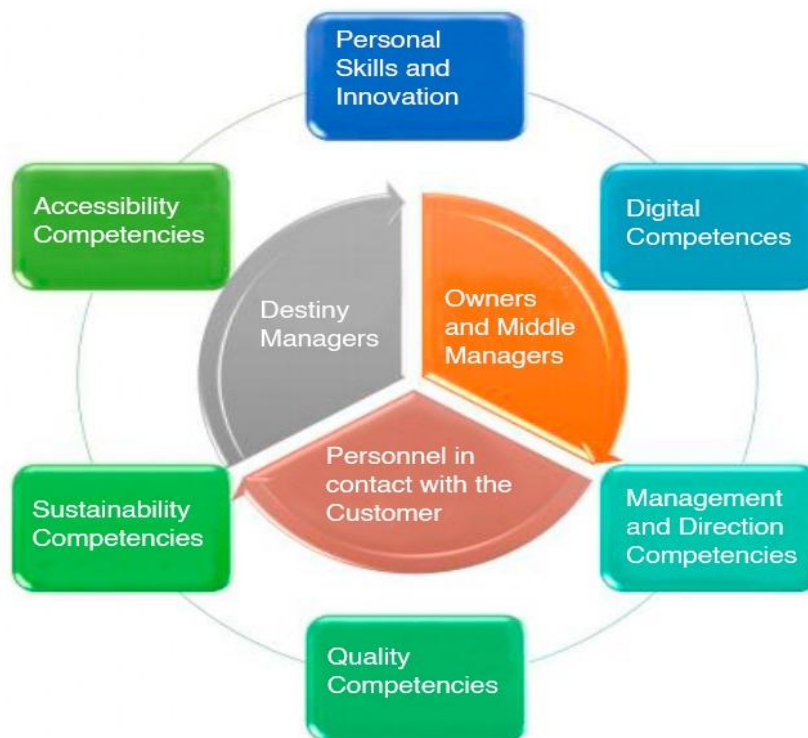 Personal
Skills and
Innovation
Accessibility
Competencies
Digital
Competences
Destiny
Managers
Owners
and Middle
Managers
Personnel in
contact with the
Customer
Sustainability
Competencies
Management
and Direction
Competencies
Quality
Competencies